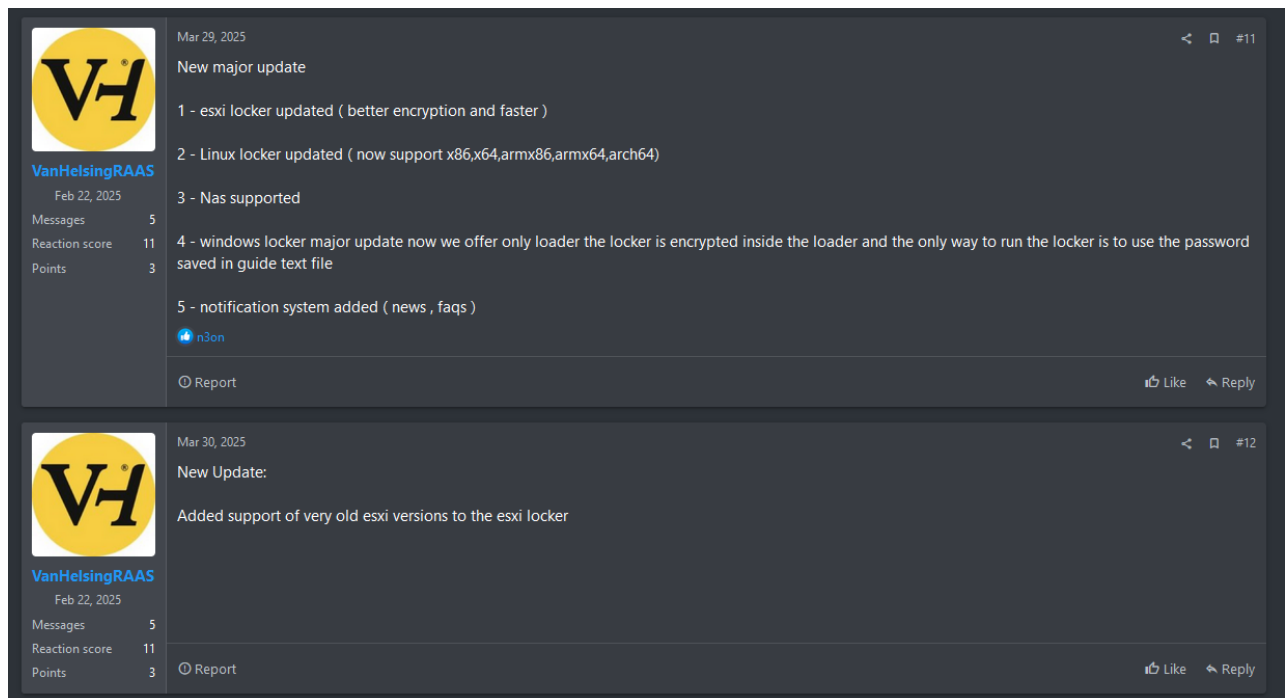 Mar 29, 2025
#11
VH
®
New major update
1 - esxi locker updated ( better encryption and faster )
2 - Linux locker updated ( now support x86,x64,armx86,armx64,arch64)
VanHelsingRAAS
Feb 22, 2025
3 - Nas supported
Messages 5
Reaction score 11
Points 3
4 - windows locker major update now we offer only loader the locker is encrypted inside the loader and the only way to run the locker is to use the password
saved in guide text file
5 - notification system added ( news , faqs )
n3on
Report
Like
Reply
Mar 30, 2025
#12
VH
®
New Update:
Added support of very old esxi versions to the esxi locker
VanHelsingRAAS
Feb 22, 2025
Messages 5
Reaction score 11
Points 3
Report
Like
Reply